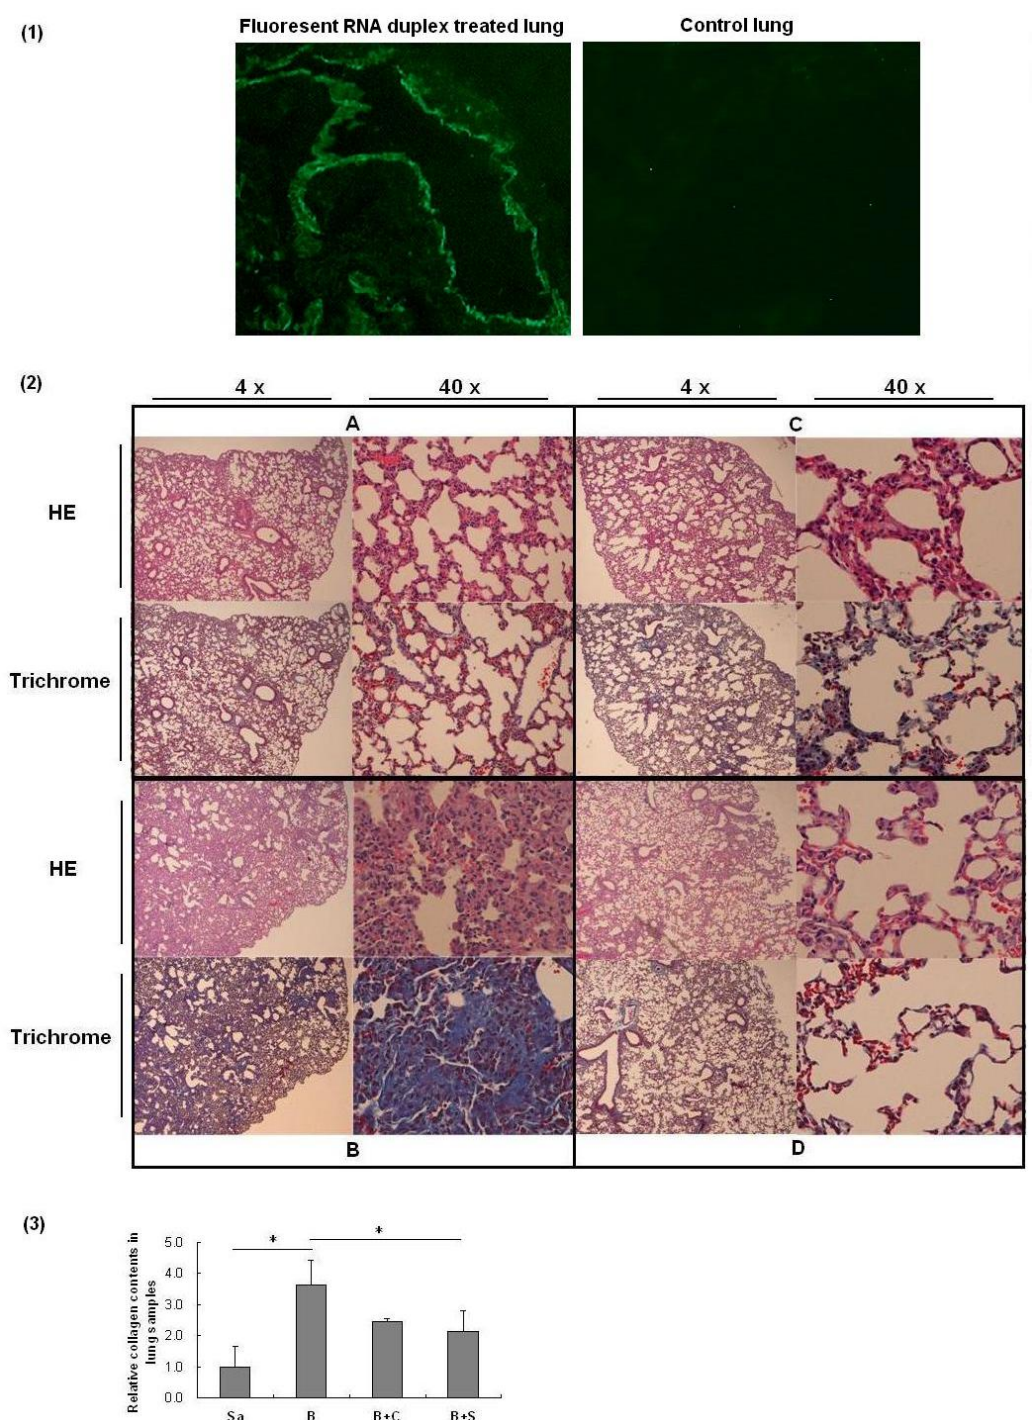 (1)
Fluoresent RNA duplex treated lung
Control lung
(2)
4 x
40 x
4 x
40 x
A
C
HE
Trichrome
HE
Trichrome
B
D
(3)
Relative collagen contents in
lung samples
5.0
4.0
3.0
2.0
1.0
0.0
*
*
Sa
B
B+C
B+S